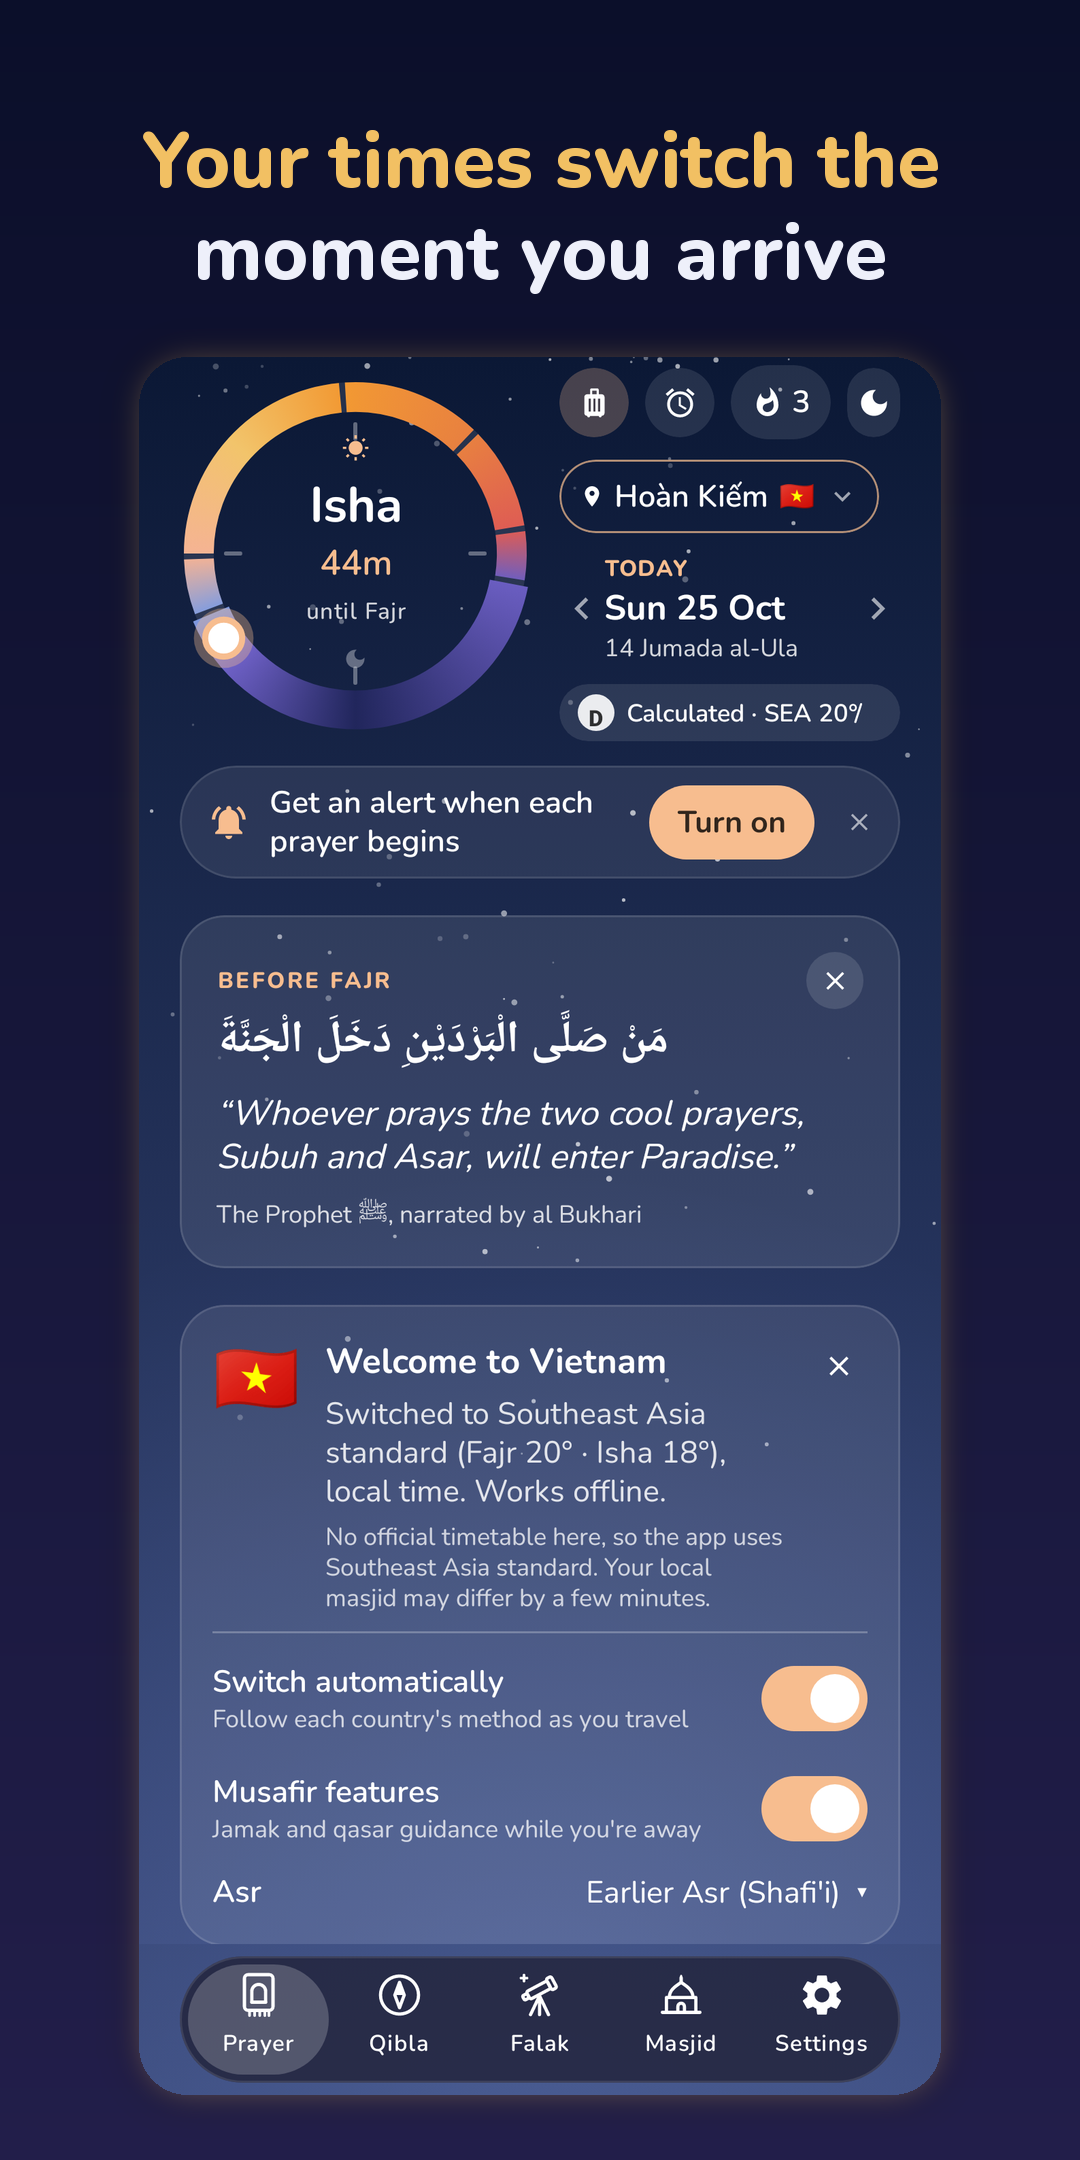 Your times switch the
moment you arrive
3
Isha
44m
until Fajr
Hoàn Kiếm
TODAY
Sun 25 Oct
14 Jumada al-Ula
D
Calculated · SEA 20°/
Get an alert when each
prayer begins
Turn on
BEFORE FAJR
مَنْ صَلَّى الْبَرْدَيْنِ دَخَلَ الْجَنَّةَ
“Whoever prays the two cool prayers,
Subuh and Asar, will enter Paradise.”
The Prophet ﷺ, narrated by al Bukhari
Welcome to Vietnam
Switched to Southeast Asia
standard (Fajr 20° · Isha 18°),
local time. Works offline.
No official timetable here, so the app uses
Southeast Asia standard. Your local
masjid may differ by a few minutes.
Switch automatically
Follow each country's method as you travel
Musafir features
Jamak and qasar guidance while you're away
Asr
Earlier Asr (Shafi'i)
Prayer
Qibla
Falak
Masjid
Settings